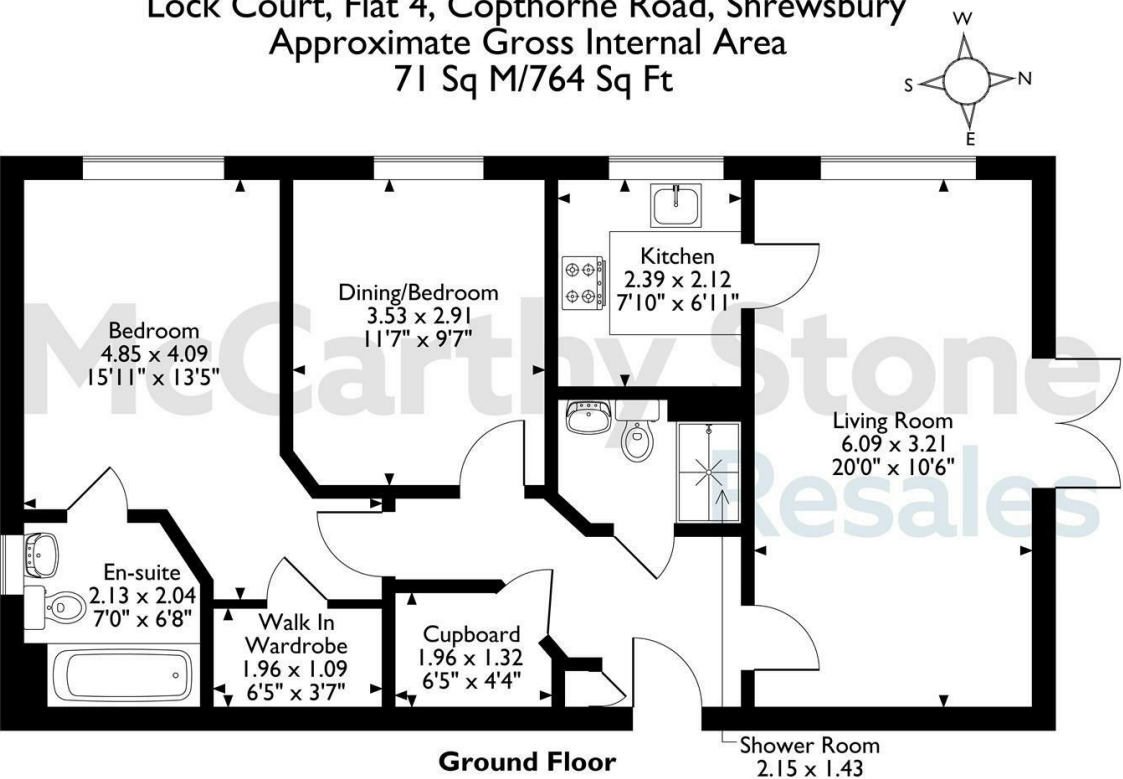 Lock Court, Flat 4, Copthorne Road, Shrewsbury
Approximate Gross Internal Area
71 Sq M/764 Sq Ft
W
S
N
E
Kitchen
2.39 x 2.12
7'10" x 6'11"
Dining/Bedroom
3.53 x 2.91
11'7" x 9'7"
Bedroom
4.85 x 4.09
15'11" x 13'5"
McCarthy Stone
Resales
Living Room
6.09 x 3.21
20'0" x 10'6"
En-suite
2.13 x 2.04
7'0" x 6'8"
Walk In
Wardrobe
1.96 x 1.09
6'5" x 3'7"
Cupboard
1.96 x 1.32
6'5" x 4'4"
Shower Room
2.15 x 1.43
Ground Floor